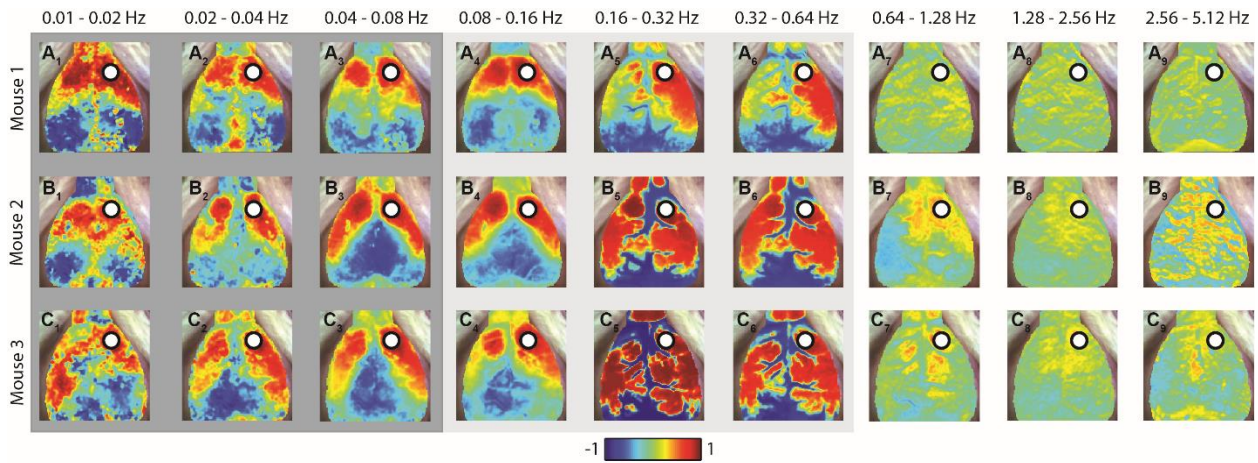 0.01 - 0.02 Hz 0.02 - 0.04 Hz 0.04 - 0.08 Hz 0.08 - 0.16 Hz 0.16 - 0.32 Hz 0.32 - 0.64 Hz 0.64 - 1.28 Hz 1.28 - 2.56 Hz 2.56 - 5.12 Hz
Mouse 1
A1 A2 A3 A4 A5 A6 A7 A8 A9
Mouse 2
B1 B2 B3 B4 B5 B6 B7 B8 B9
Mouse 3
C1 C2 C3 C4 C5 C6 C7 C8 C9
-1 1